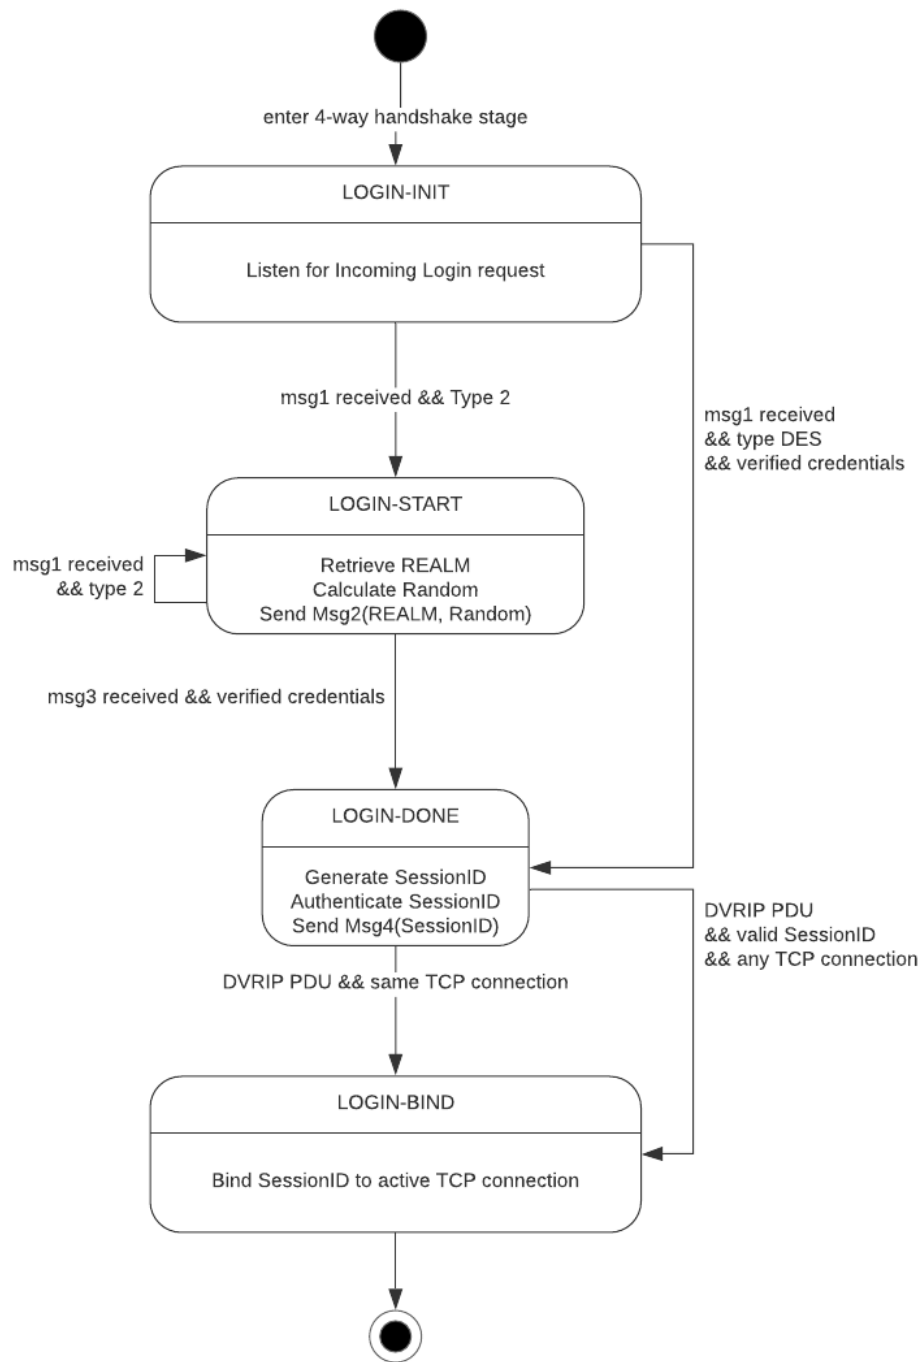 enter 4-way handshake stage
LOGIN-INIT
Listen for Incoming Login request
msg1 received && Type 2
msg1 received
&& type DES
&& verified credentials
LOGIN-START
Retrieve REALM
Calculate Random
Send Msg2(REALM, Random)
msg1 received
&& type 2
msg3 received && verified credentials
LOGIN-DONE
Generate SessionID
Authenticate SessionID
Send Msg4(SessionID)
DVRIP PDU
&& valid SessionID
&& any TCP connection
DVRIP PDU && same TCP connection
LOGIN-BIND
Bind SessionID to active TCP connection